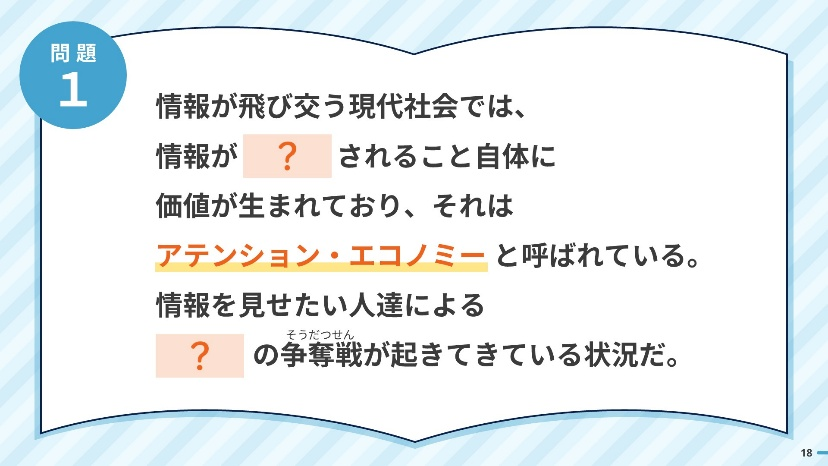 問題
1
情報が飛び交う現代社会では、
情報が ? されること自体に
価値が生まれており、それは
アテンション・エコノミー と呼ばれている。
情報を見せたい人達による
そうだつせん
? の争奪戦が起きてきている状況だ。
18